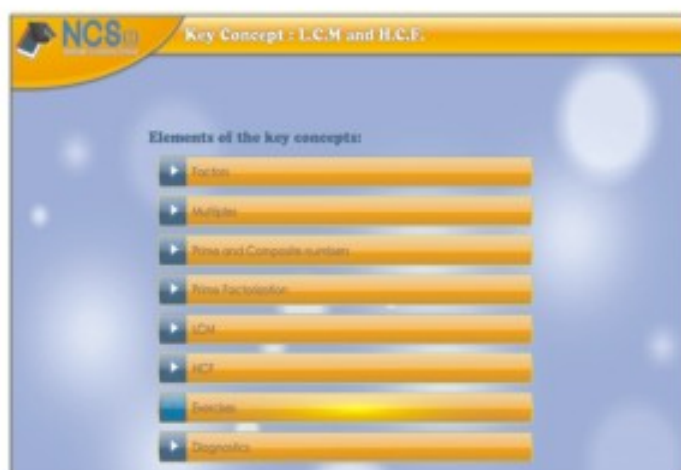 NCS
Key Concept : L.C.M and H.C.F.
Elements of the key concepts:
Factors
Multiples
Prime and Composite numbers
Prime Factorisation
LCM
HCF
Exercises
Diagnostics